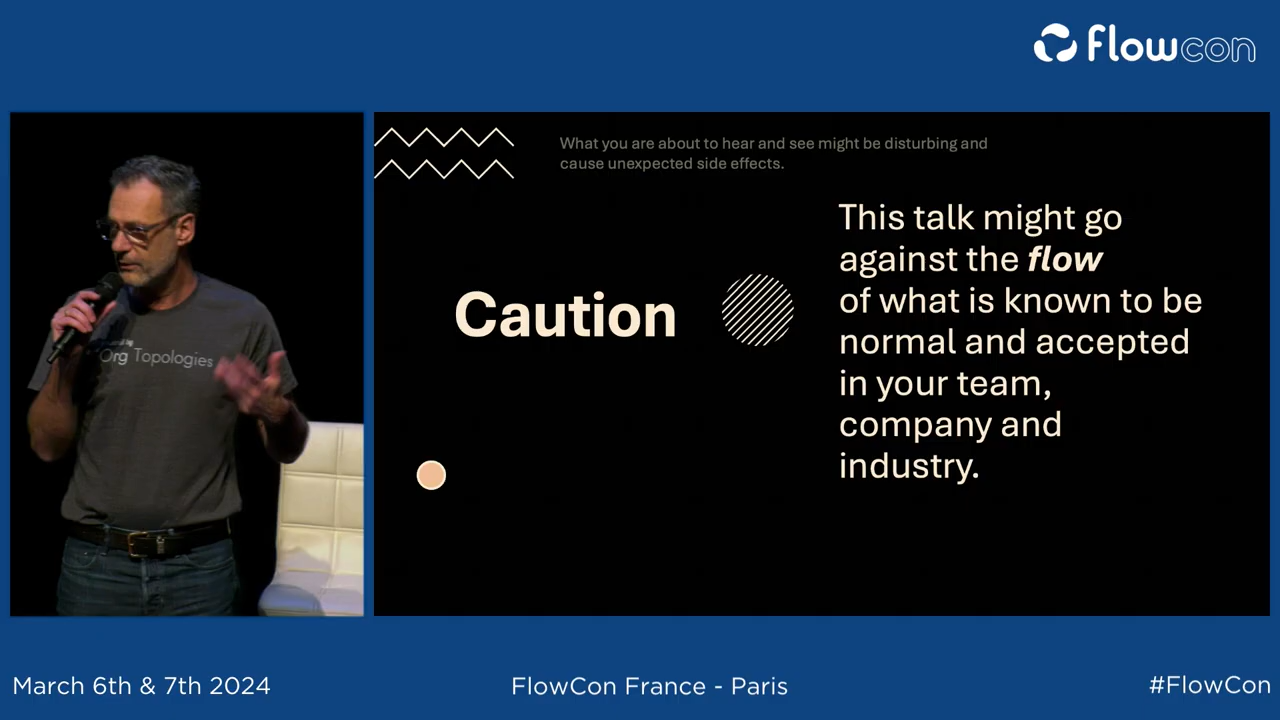 flowcon
What you are about to hear and see might be disturbing and
cause unexpected side effects.
This talk might go
against the flow
of what is known to be
normal and accepted
in your team,
company and
industry.
Caution
Org Topologies
March 6th & 7th 2024
FlowCon France - Paris
#FlowCon